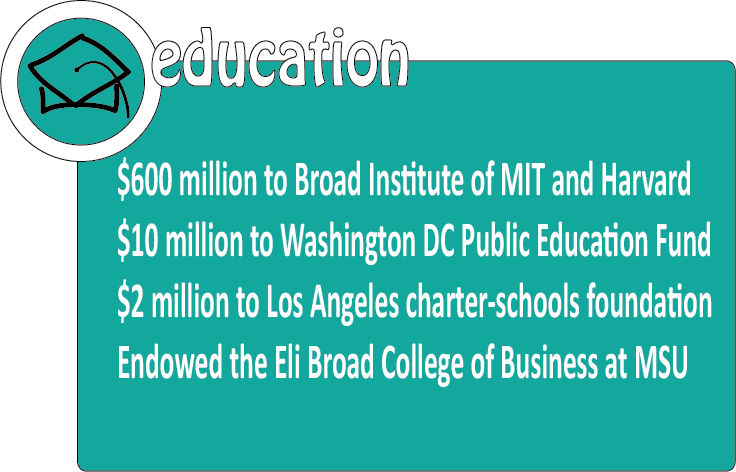 education
$600 million to Broad Institute of MIT and Harvard
$10 million to Washington DC Public Education Fund
$2 million to Los Angeles charter-schools foundation
Endowed the Eli Broad College of Business at MSU